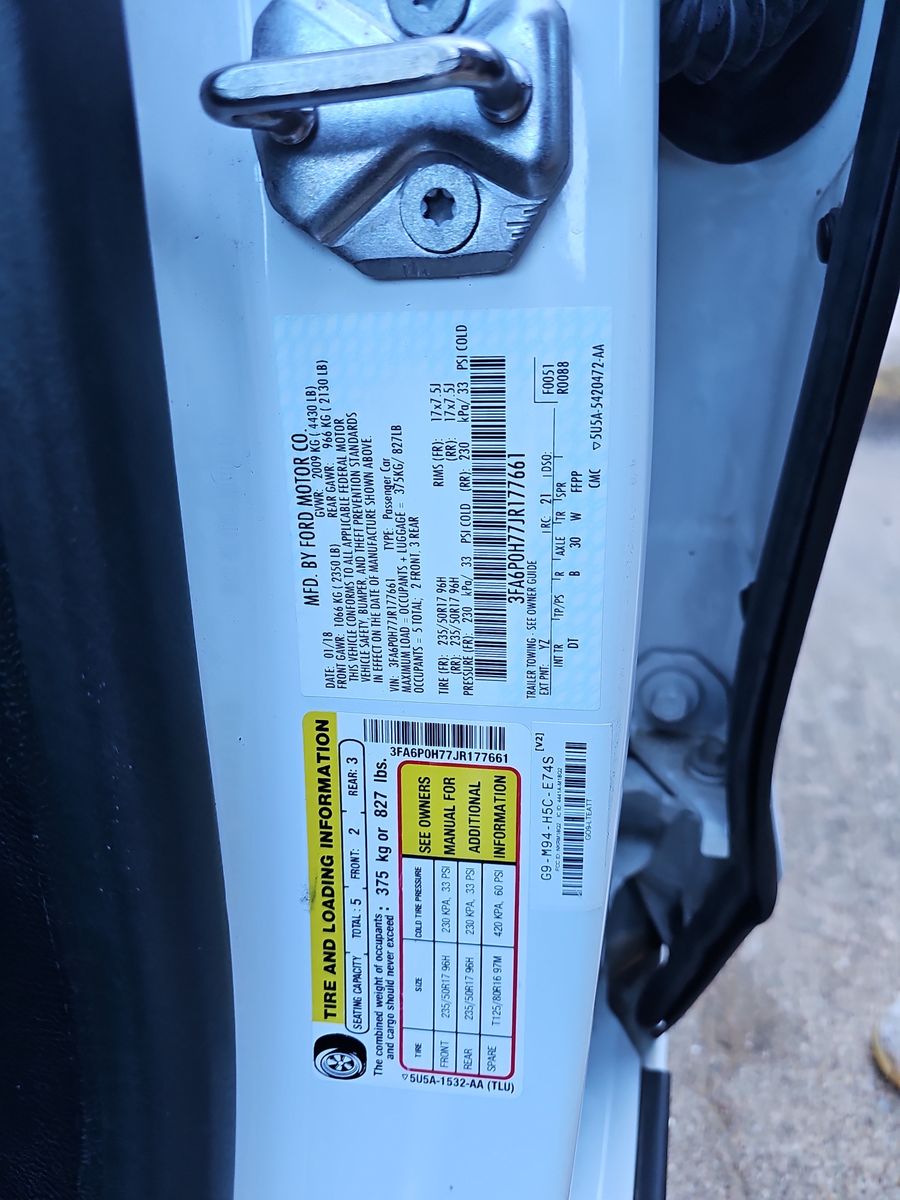 MFD. BY FORD MOTOR CO.
DATE: 01/18 GVWR: 2009 KG ( 4430 LB)
FRONT GAWR: 1066 KG ( 2350 LB) REAR GAWR: 966 KG ( 2130 LB)
THIS VEHICLE CONFORMS TO ALL APPLICABLE FEDERAL MOTOR
VEHICLE SAFETY, BUMPER, AND THEFT PREVENTION STANDARDS
IN EFFECT ON THE DATE OF MANUFACTURE SHOWN ABOVE.
VIN: 3FA6P0H77JR177661 TYPE: Passenger Car
MAXIMUM LOAD = OCCUPANTS + LUGGAGE = 375KG/ 827LB
OCCUPANTS = 5 TOTAL; 2 FRONT, 3 REAR
TIRE (FR): 235/50R17 96H RIMS (FR): 17x7.5J
(RR): 235/50R17 96H (RR): 17x7.5J
PRESSURE (FR): 230 kPa/ 33 PSI COLD (RR): 230 kPa/ 33 PSI COLD
3FA6P0H77JR177661
TRAILER TOWING - SEE OWNER GUIDE
EXT PNT: YZ RC: 21 DSO: F0051
R0088
INT TR TP/PS R AXLE TR SPR
DT B 30 W FFPP
CMC ▽5U5A-5420472-AA
TIRE AND LOADING INFORMATION
SEATING CAPACITY TOTAL: 5 FRONT: 2 REAR: 3
The combined weight of occupants
and cargo should never exceed: 375 kg or 827 lbs.
3FA6P0H77JR177661
TIRE SIZE COLD TIRE PRESSURE
FRONT 235/50R17 96H 230 KPA, 33 PSI
REAR 235/50R17 96H 230 KPA, 33 PSI
SPARE T125/80R16 97M 420 KPA, 60 PSI
SEE OWNERS
MANUAL FOR
ADDITIONAL
INFORMATION
▽5U5A-1532-AA (TLU)
G9-M94-H5C-E74S [V2]